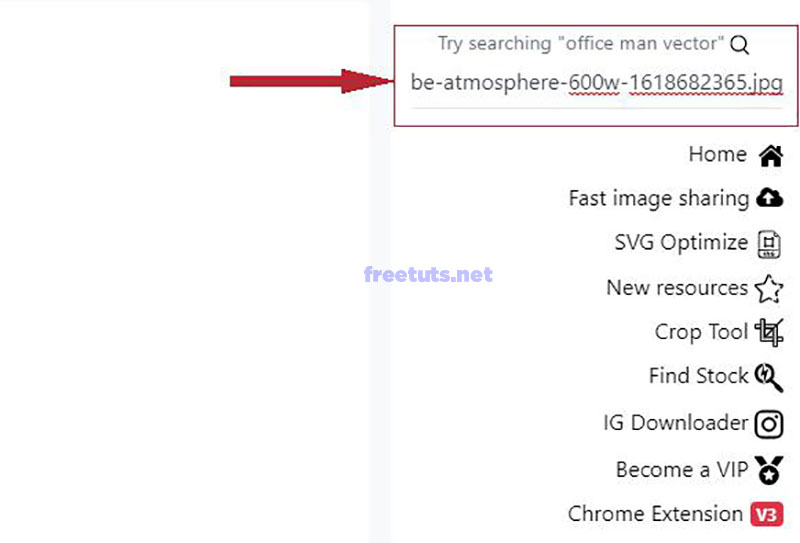 Try searching "office man vector"
be-atmosphere-600w-1618682365.jpg
Home
Fast image sharing
SVG Optimize
freetuts.net
New resources
Crop Tool
Find Stock
IG Downloader
Become a VIP
Chrome Extension V3